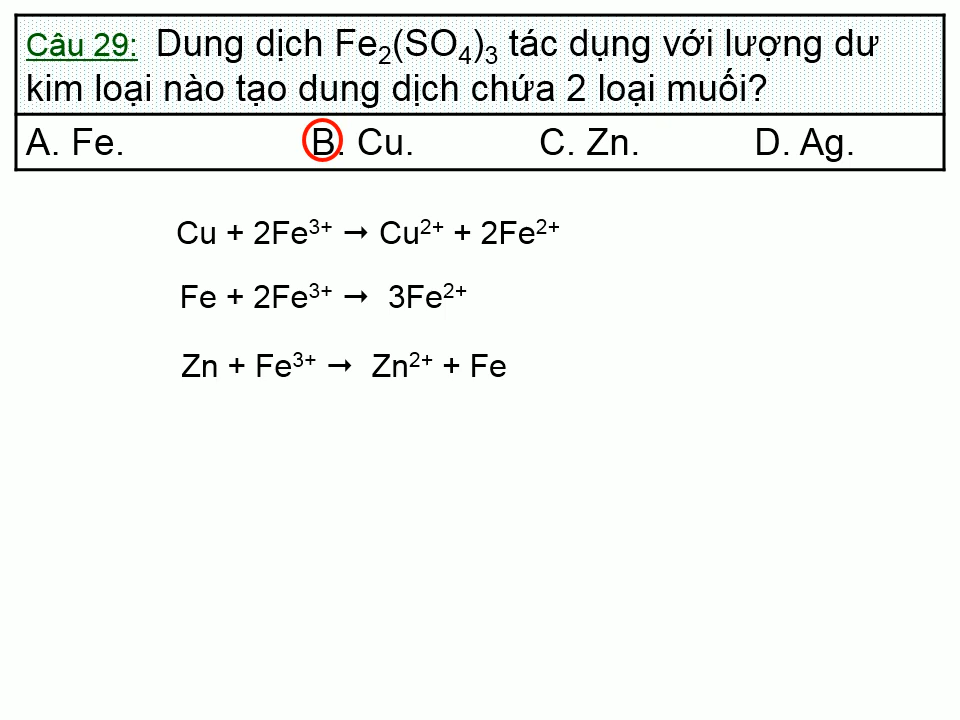 Câu 29: Dung dịch Fe₂(SO₄)₃ tác dụng với lượng dư
kim loại nào tạo dung dịch chứa 2 loại muối?
A. Fe. B. Cu. C. Zn. D. Ag.
Cu + 2Fe³⁺ → Cu²⁺ + 2Fe²⁺
Fe + 2Fe³⁺ → 3Fe²⁺
Zn + Fe³⁺ → Zn²⁺ + Fe